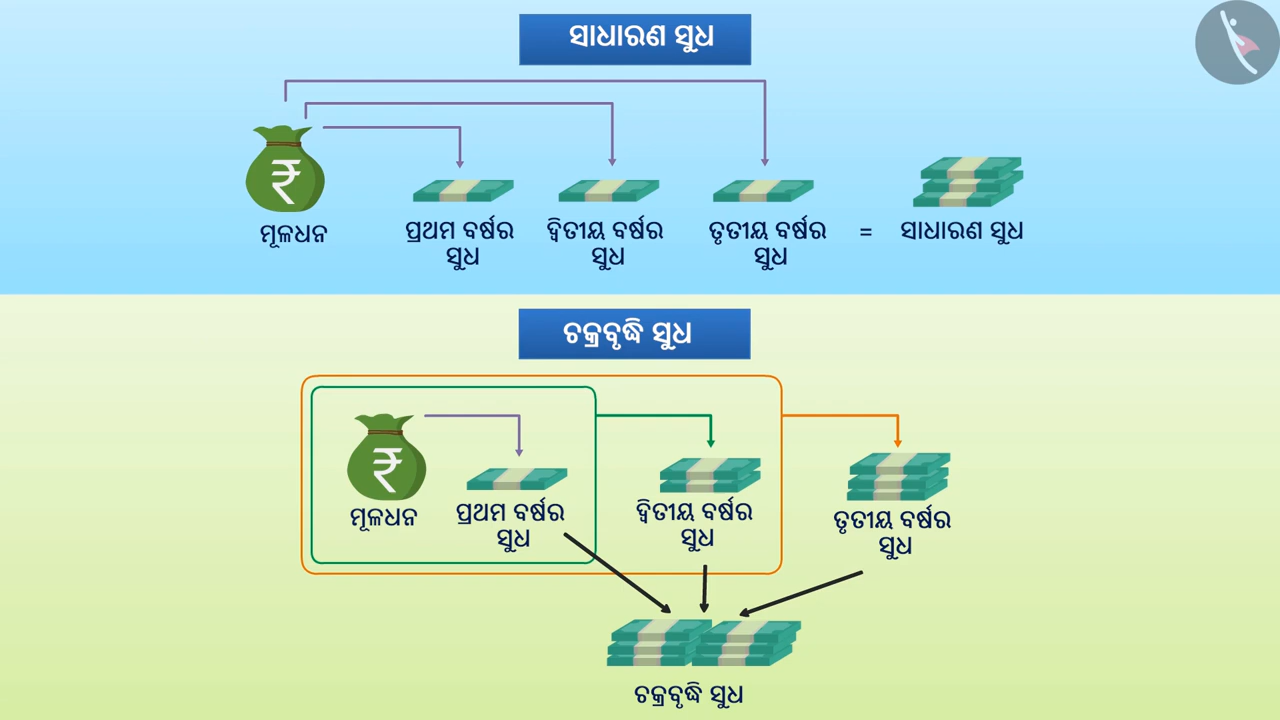 ସାଧାରଣ ସୁଧ
₹
ମୂଳଧନ
ପ୍ରଥମ ବର୍ଷର
ସୁଧ
ଦ୍ୱିତୀୟ ବର୍ଷର
ସୁଧ
ତୃତୀୟ ବର୍ଷର
ସୁଧ
=
ସାଧାରଣ ସୁଧ
ଚକ୍ରବୃଦ୍ଧି ସୁଧ
₹
ମୂଳଧନ
ପ୍ରଥମ ବର୍ଷର
ସୁଧ
ଦ୍ୱିତୀୟ ବର୍ଷର
ସୁଧ
ତୃତୀୟ ବର୍ଷର
ସୁଧ
ଚକ୍ରବୃଦ୍ଧି ସୁଧ